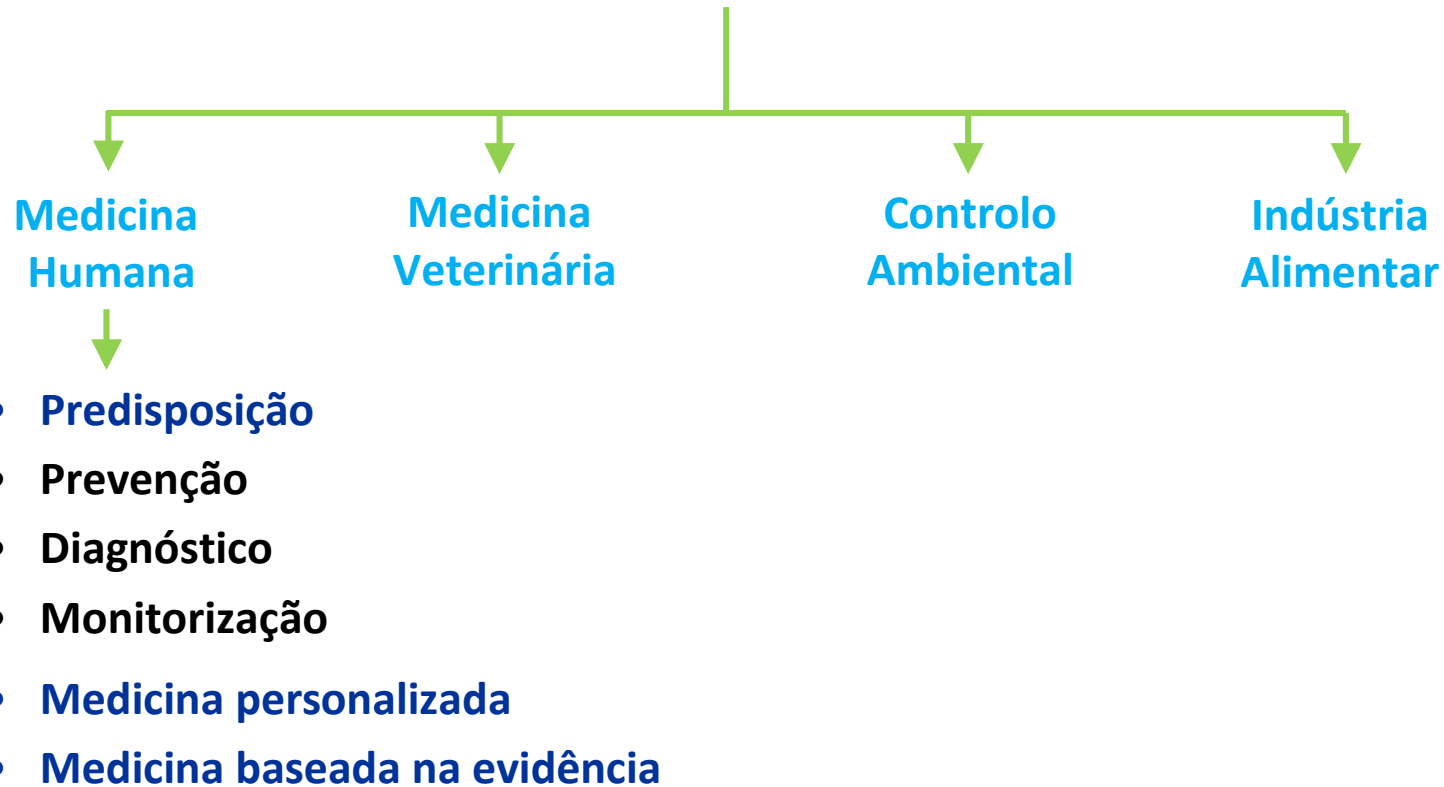 Medicina
Humana
Medicina
Veterinária
Controlo
Ambiental
Indústria
Alimentar
• Predisposição
• Prevenção
• Diagnóstico
• Monitorização
• Medicina personalizada
• Medicina baseada na evidência